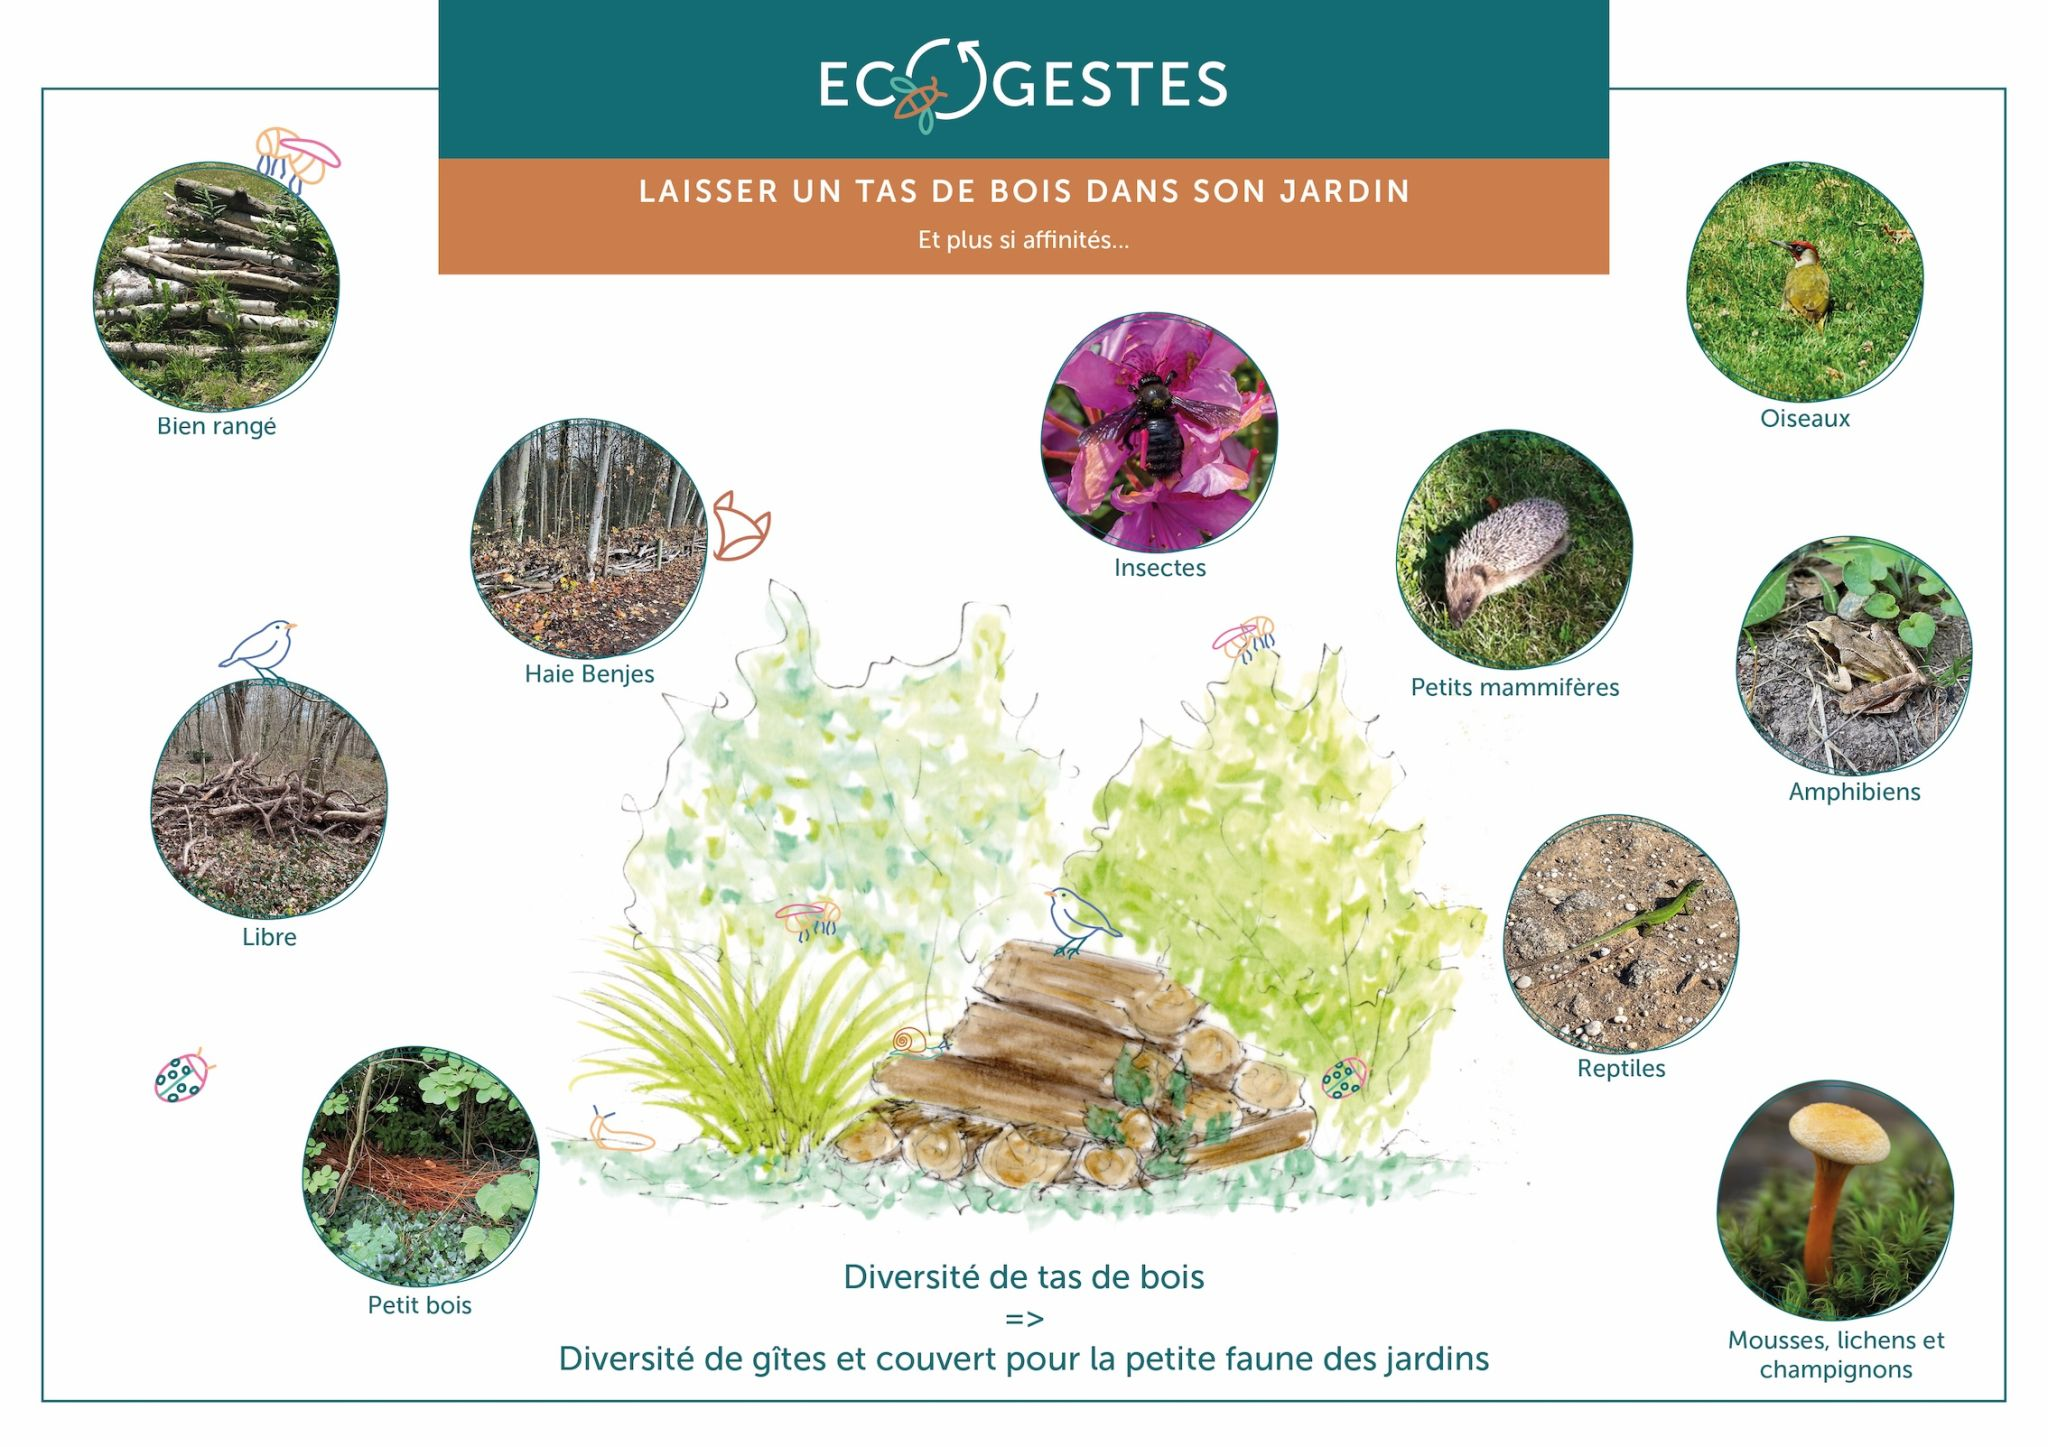 ECOGESTES
LAISSER UN TAS DE BOIS DANS SON JARDIN
Et plus si affinités...
Bien rangé
Haie Benjes
Libre
Petit bois
Insectes
Oiseaux
Petits mammifères
Amphibiens
Reptiles
Mousses, lichens et
champignons
Diversité de tas de bois
=>
Diversité de gîtes et couvert pour la petite faune des jardins